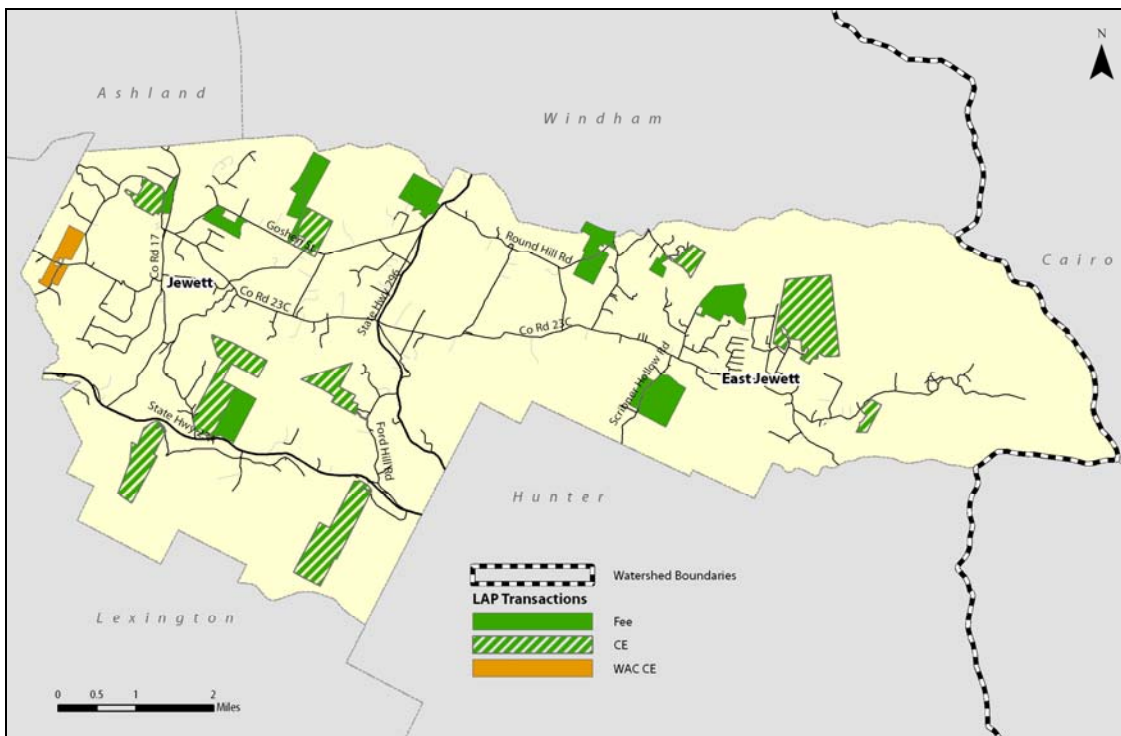 N
Ashland
Windham
Cairo
Co Rd 17
Goshen St
Round Hill Rd
Jewett
Co Rd 23C
State Hwy 296
Co Rd 23C
Scribner Hollow Rd
East Jewett
State Hwy
Ford Hill Rd
Hunter
Lexington
Watershed Boundaries
LAP Transactions
Fee
CE
WAC CE
0 0.5 1 2
Miles